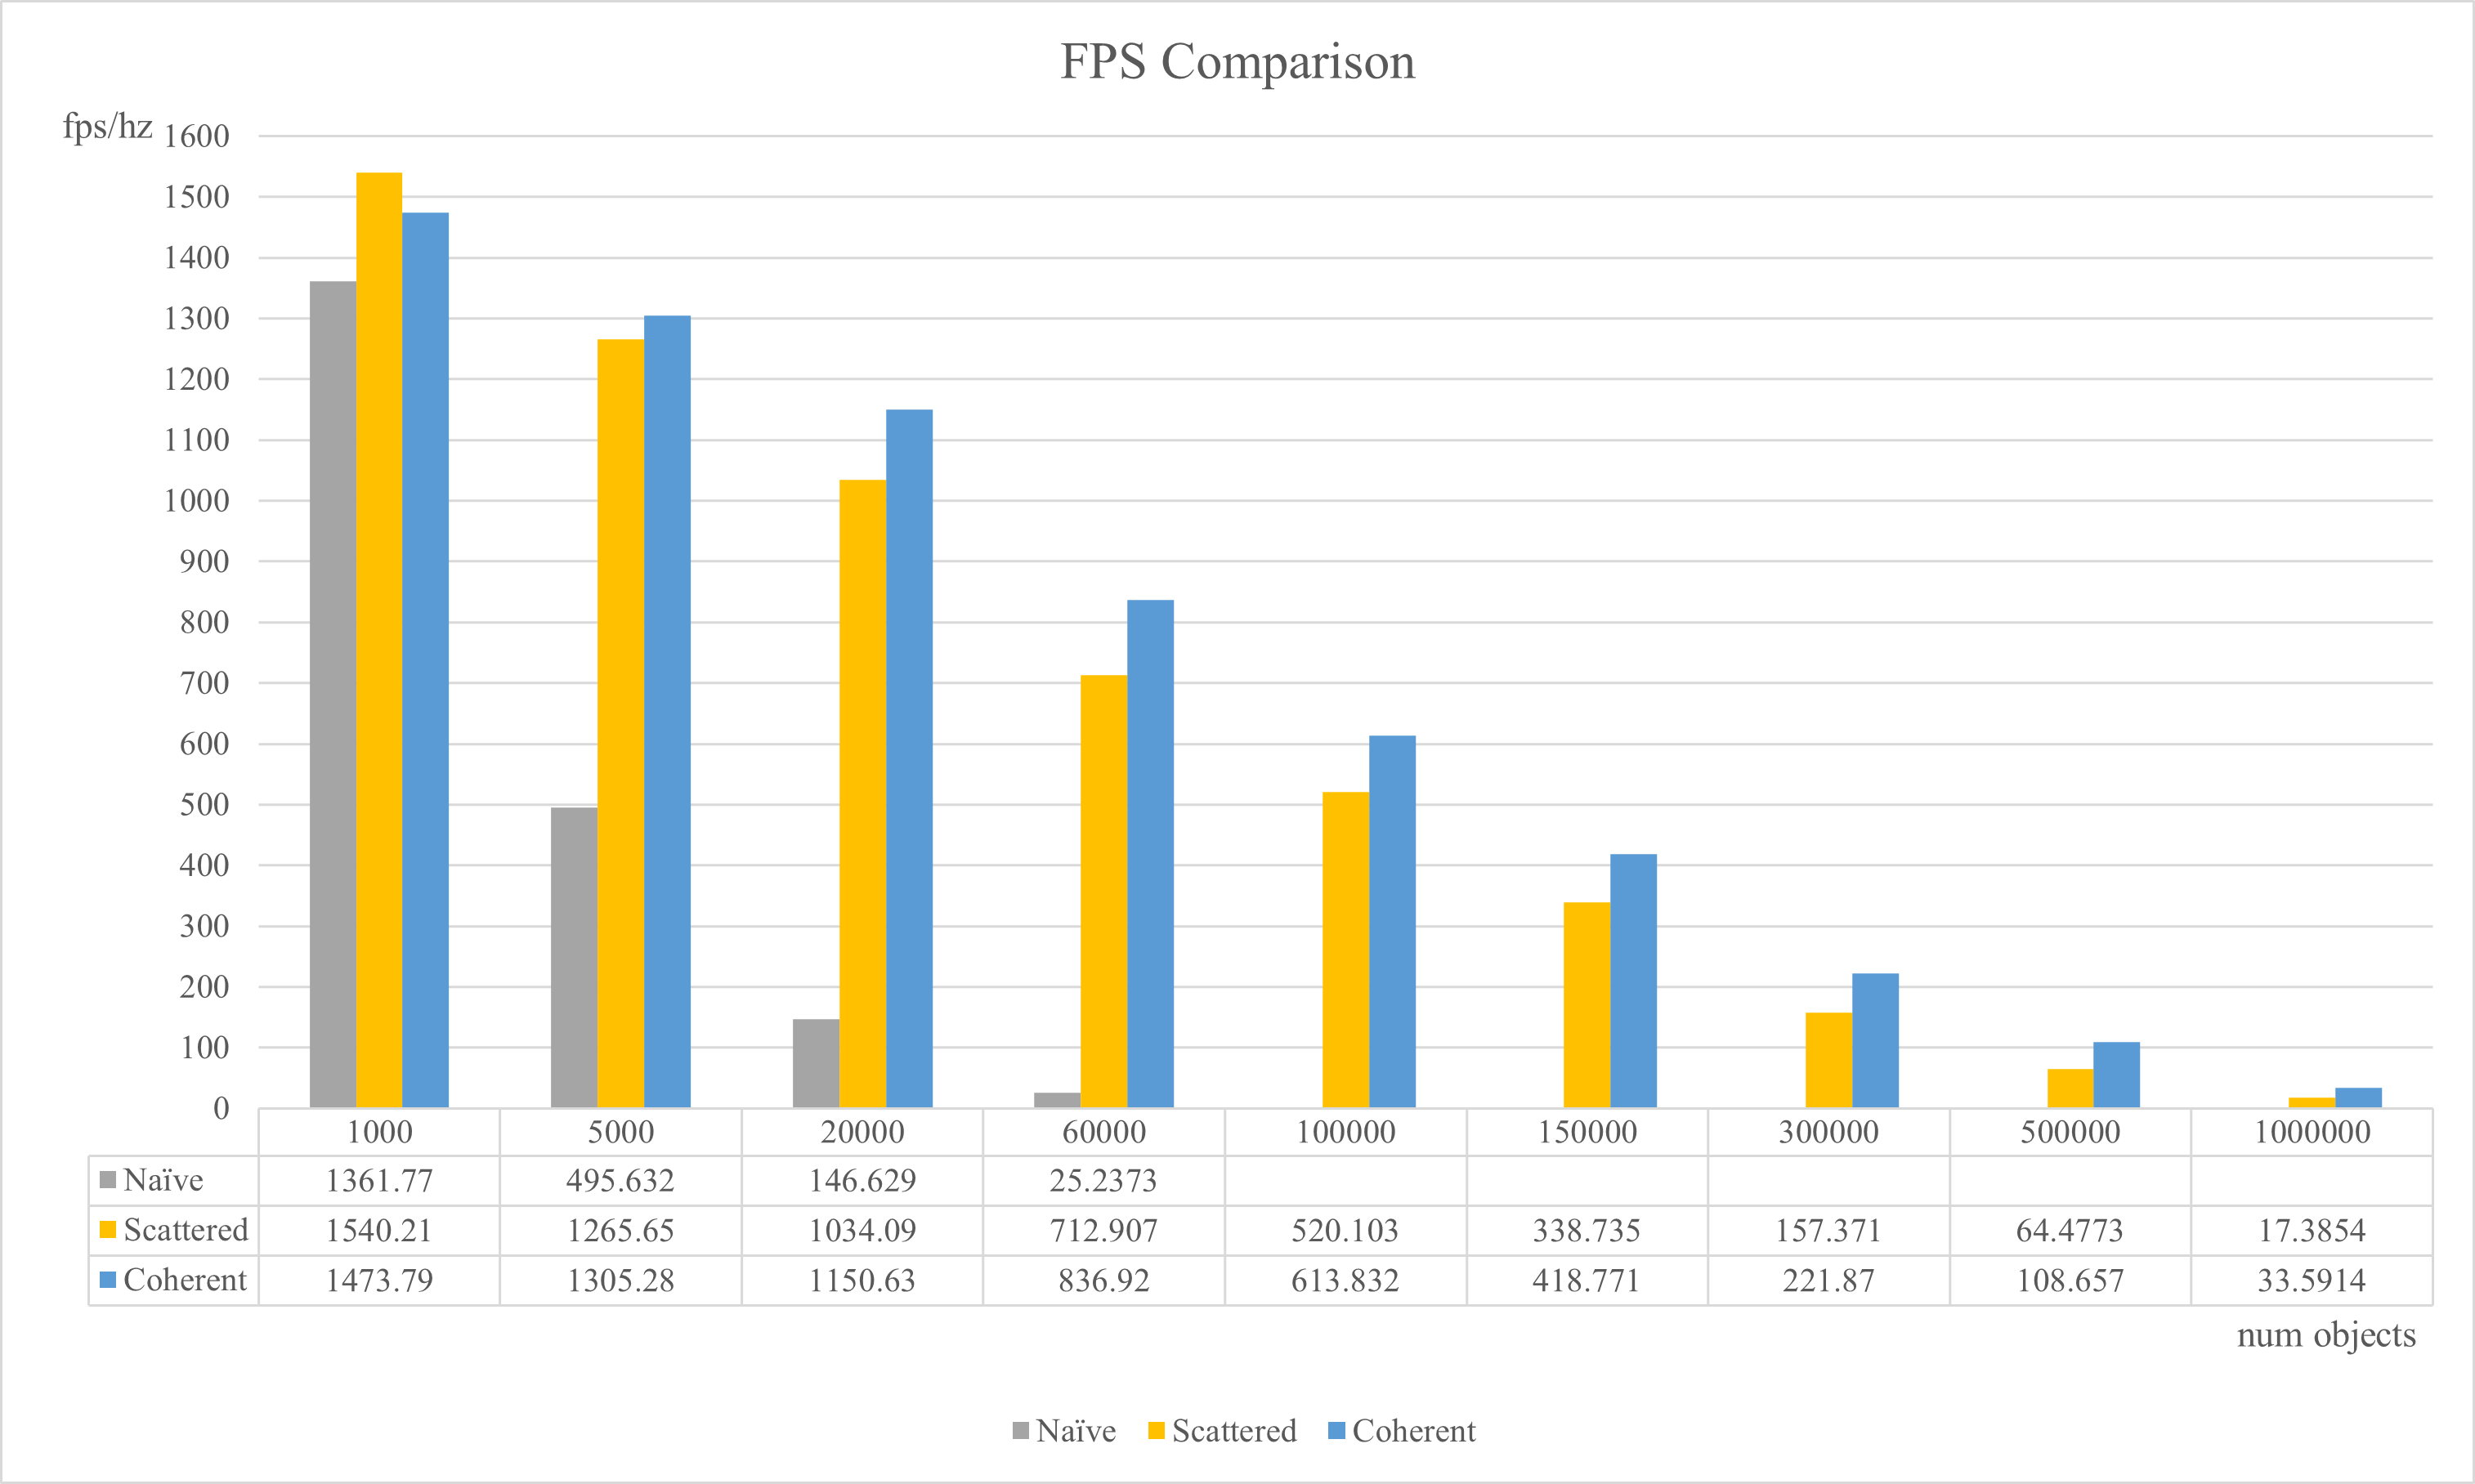 FPS Comparison
fps/hz
1600
1500
1400
1300
1200
1100
1000
900
800
700
600
500
400
300
200
100
0
1000 5000 20000 60000 100000 150000 300000 500000 1000000
Naïve 1361.77 495.632 146.629 25.2373
Scattered 1540.21 1265.65 1034.09 712.907 520.103 338.735 157.371 64.4773 17.3854
Coherent 1473.79 1305.28 1150.63 836.92 613.832 418.771 221.87 108.657 33.5914
num objects
Naïve Scattered Coherent